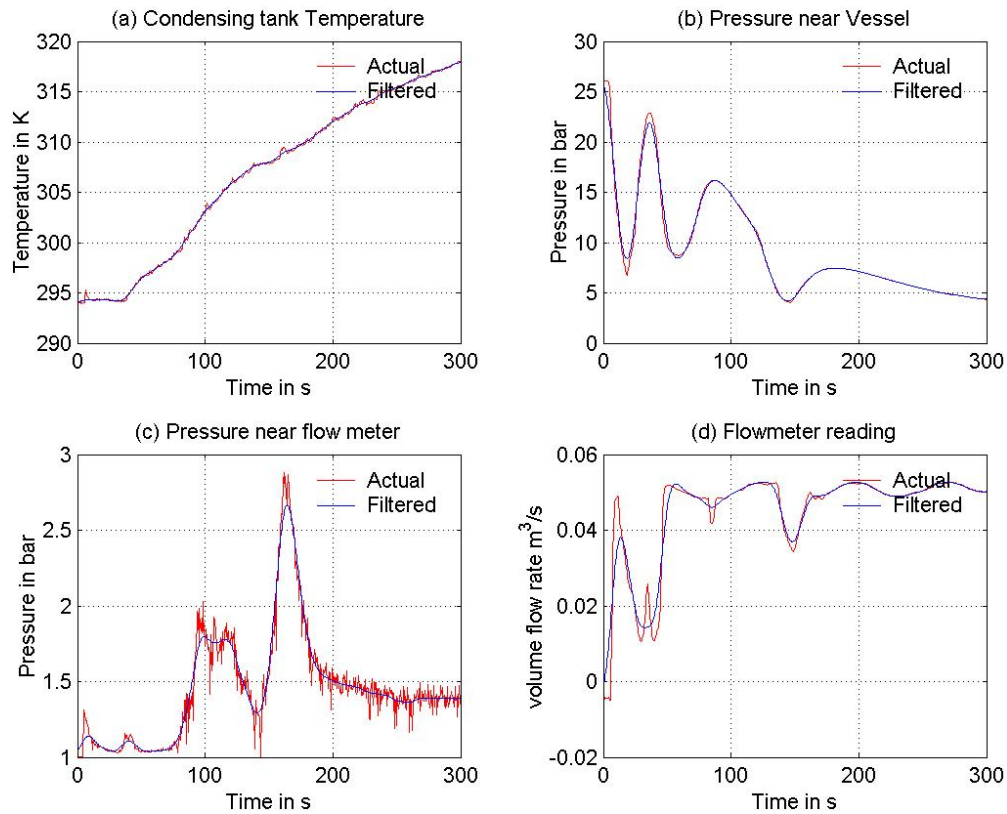 (a) Condensing tank Temperature
320
315
310
305
300
295
290
Temperature in K
Actual
Filtered
0 100 200 300
Time in s
(b) Pressure near Vessel
30
25
20
15
10
5
0
Pressure in bar
Actual
Filtered
0 100 200 300
Time in s
(c) Pressure near flow meter
3
2.5
2
1.5
1
Pressure in bar
Actual
Filtered
0 100 200 300
Time in s
(d) Flowmeter reading
0.06
0.04
0.02
0
-0.02
volume flow rate m³/s
Actual
Filtered
0 100 200 300
Time in s